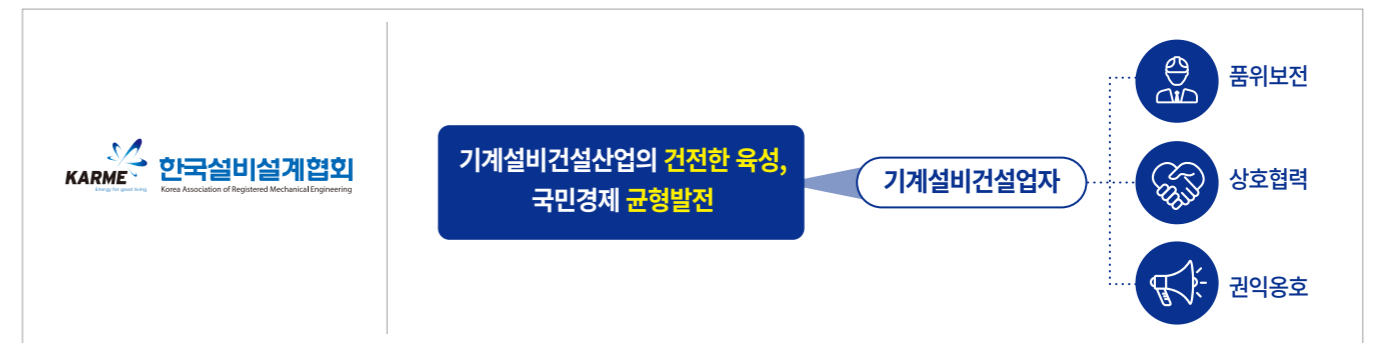 KARME
Energy for good living
한국설비설계협회
Korea Association of Registered Mechanical Engineering
기계설비건설산업의 건전한 육성,
국민경제 균형발전
기계설비건설업자
품위보전
상호협력
권익옹호